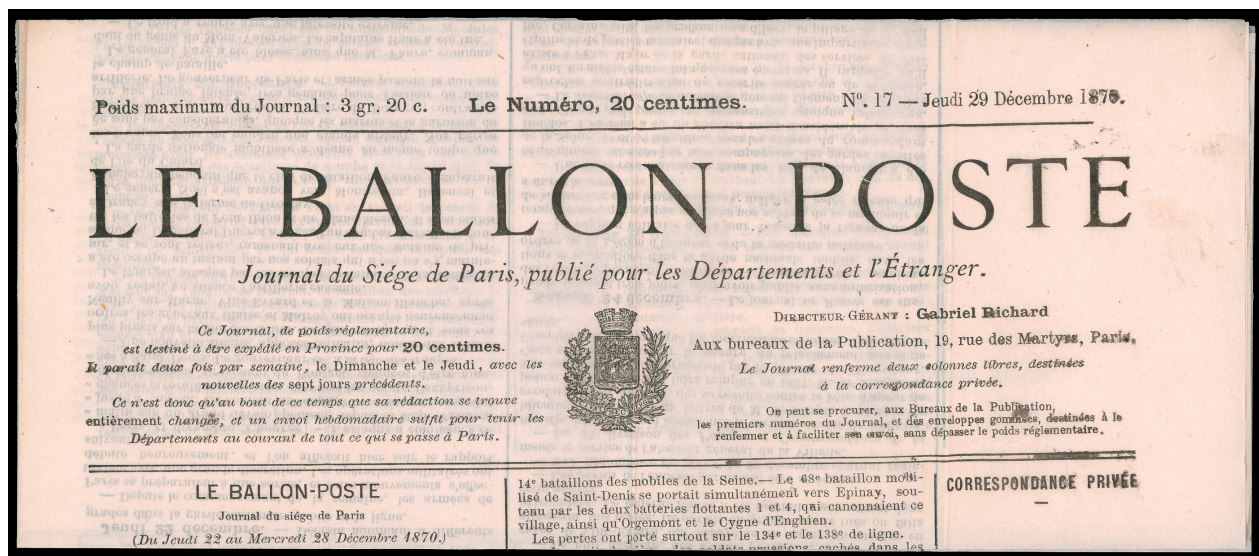 Poids maximum du Journal : 3 gr. 20 c. Le Numéro, 20 centimes. Nº. 17 — Jeudi 29 Décembre 1870.
LE BALLON POSTE
Journal du Siége de Paris, publié pour les Départements et l'Étranger.
Ce Journal, de poids réglementaire,
est destiné à être expédié en Province pour 20 centimes.
Il paraît deux fois par semaine, le Dimanche et le Jeudi, avec les
nouvelles des sept jours précédents.
Ce n'est donc qu'au bout de ce temps que sa rédaction se trouve
entièrement changée, et un envoi hebdomadaire suffit pour tenir les
Départements au courant de tout ce qui se passe à Paris.
DIRECTEUR GÉRANT : Gabriel Richard
Aux bureaux de la Publication, 19, rue des Martyrs, Paris.
Le Journal renferme deux colonnes libres, destinées
à la correspondance privée.
On peut se procurer, aux Bureaux de la Publication,
les premiers numéros du Journal, et des enveloppes gommées, destinées à le
renfermer et à faciliter son envoi, sans dépasser le poids réglementaire.
LE BALLON-POSTE
Journal du siége de Paris
(Du Jeudi 22 au Mercredi 28 Décembre 1870.)
14e bataillons des mobiles de la Seine.— Le 68e bataillon mobi-
lisé de Saint-Denis se portait simultanément vers Epinay, sou-
tenu par les deux batteries flottantes 1 et 4, qui canonnaient ce
village, ainsi qu'Orgemont et le Cygne d'Enghien.
Les pertes ont porté surtout sur le 134e et le 138e de ligne.
des soldats prussiens cachés dans les
CORRESPONDANCE PRIVÉE